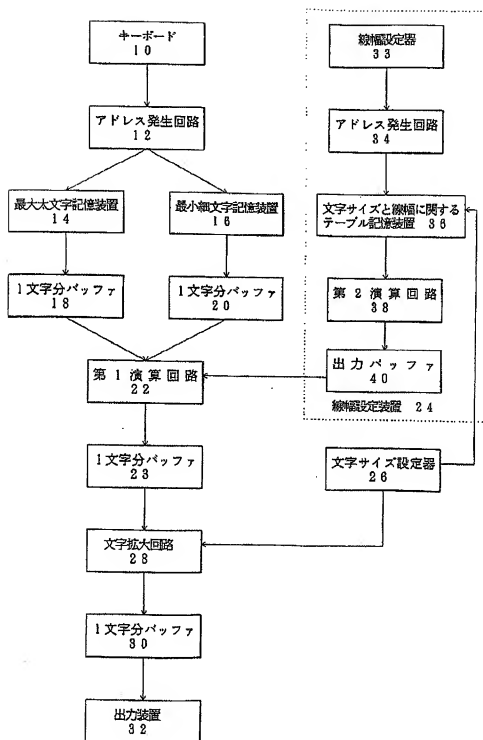 キーボード
10
線幅設定器
33
アドレス発生回路
12
アドレス発生回路
34
最大太文字記憶装置
14
最小細文字記憶装置
16
文字サイズと線幅に関する
テーブル記憶装置 36
1文字分バッファ
18
1文字分バッファ
20
第2演算回路
38
第1演算回路
22
出力バッファ
40
線幅設定装置 24
1文字分バッファ
23
文字サイズ設定器
26
文字拡大回路
28
1文字分バッファ
30
出力装置
32